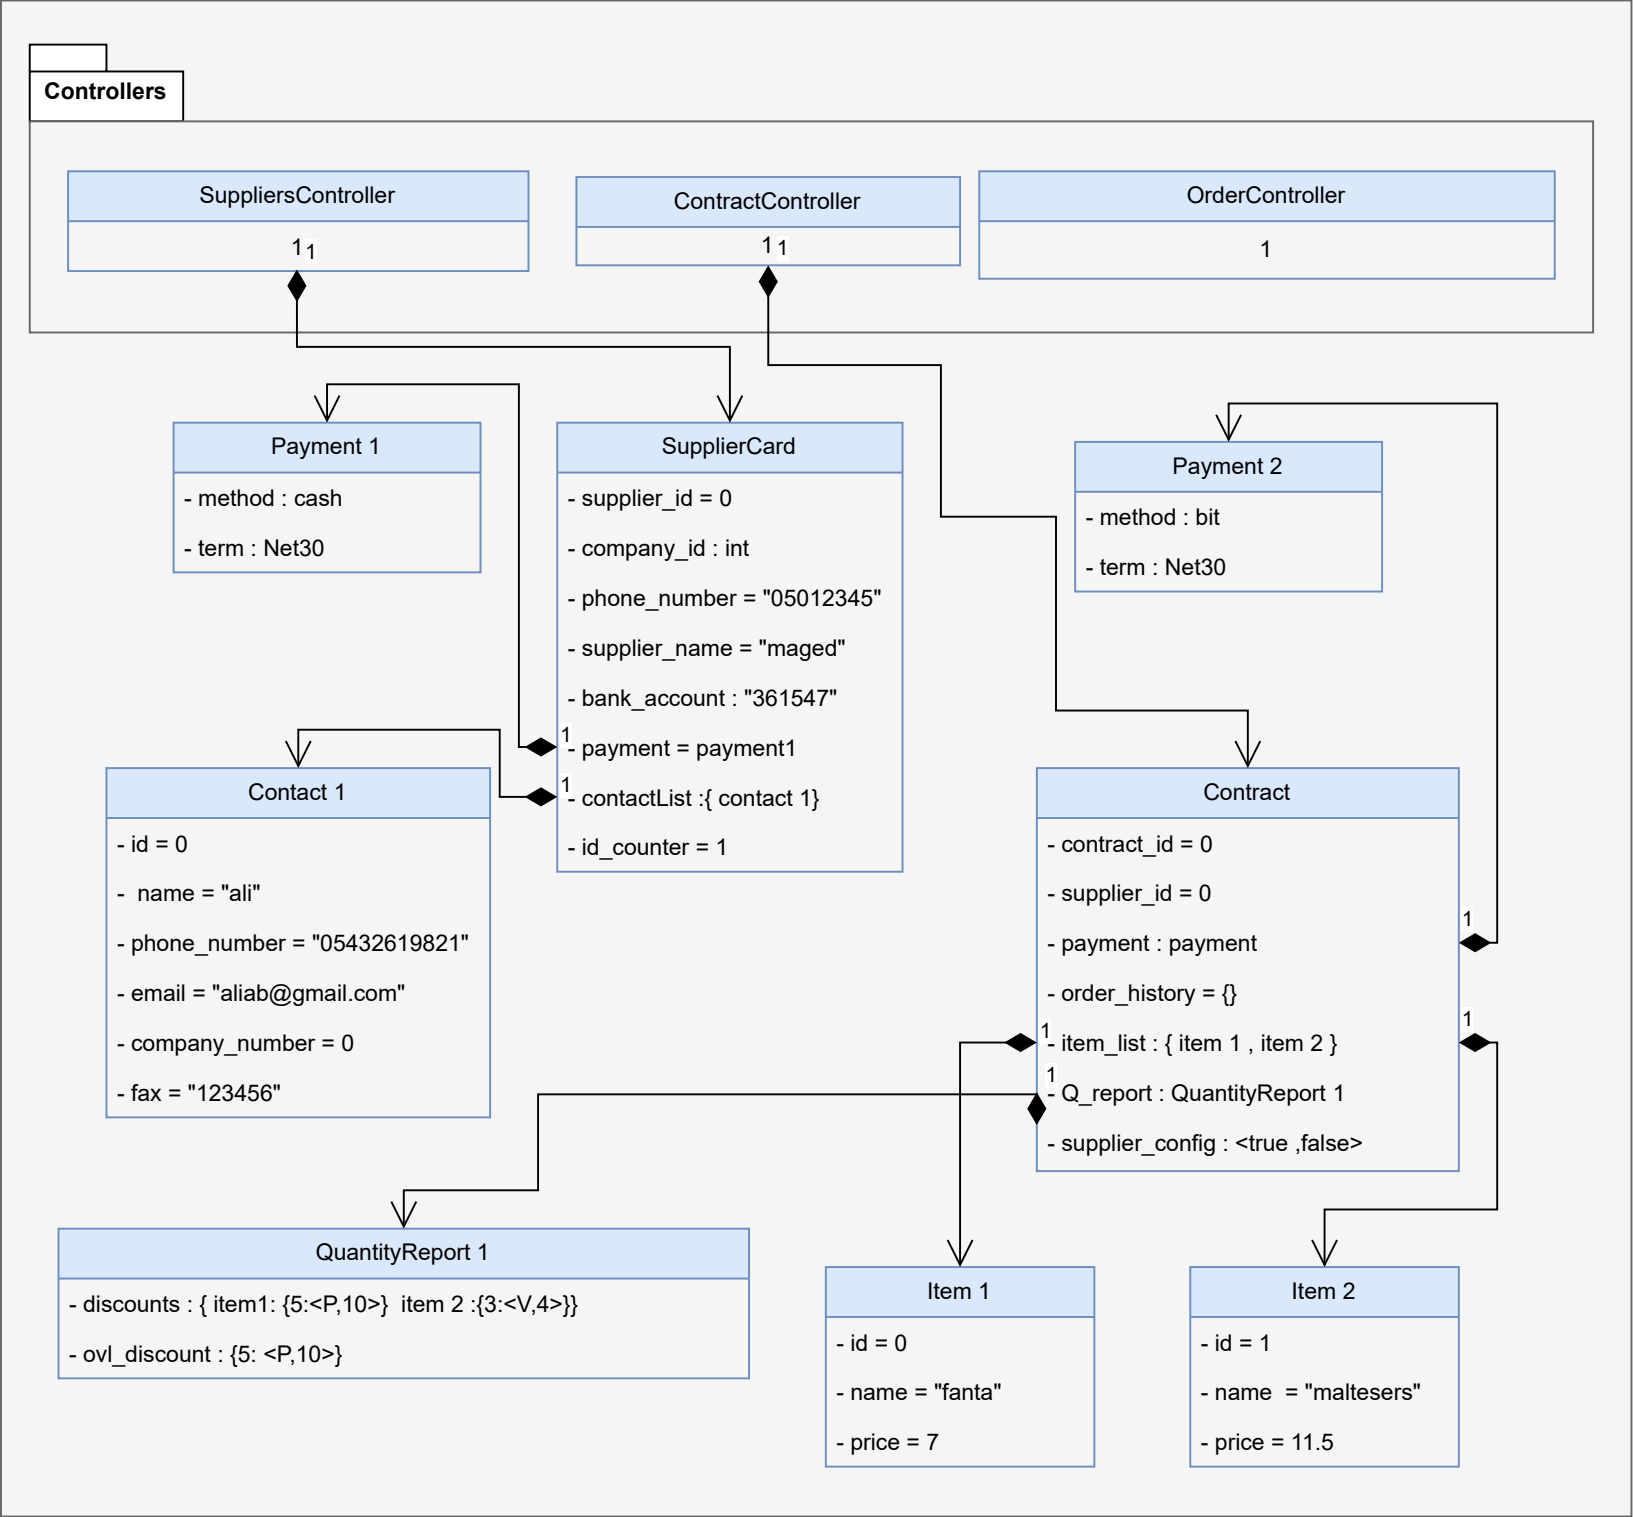 Controllers
SuppliersController
11
ContractController
1 1
OrderController
1
Payment 1
- method : cash
- term : Net30
SupplierCard
- supplier_id = 0
- company_id : int
- phone_number = "05012345"
- supplier_name = "maged"
- bank_account : "361547"
1
- payment = payment1
1
- contactList :{ contact 1}
- id_counter = 1
Payment 2
- method : bit
- term : Net30
Contact 1
- id = 0
-  name = "ali"
- phone_number = "05432619821"
- email = "aliab@gmail.com"
- company_number = 0
- fax = "123456"
Contract
- contract_id = 0
- supplier_id = 0
1
- payment : payment
- order_history = {}
1
1
- item_list : { item 1 , item 2 }
1
- Q_report : QuantityReport 1
- supplier_config : <true ,false>
QuantityReport 1
- discounts : { item1: {5:<P,10>}  item 2 :{3:<V,4>}}
- ovl_discount : {5: <P,10>}
Item 1
- id = 0
- name = "fanta"
- price = 7
Item 2
- id = 1
- name  = "maltesers"
- price = 11.5